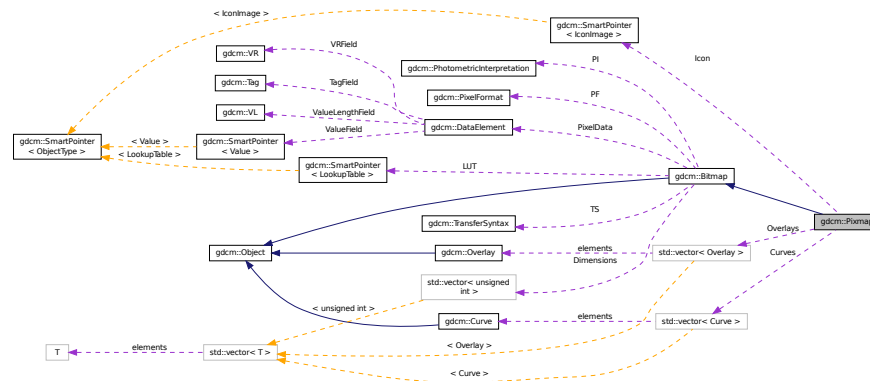 < IconImage >
gdcm::SmartPointer
< IconImage >
VRField
gdcm::VR
PI
Icon
gdcm::PhotometricInterpretation
gdcm::Tag
TagField
PF
gdcm::PixelFormat
gdcm::VL
ValueLengthField
gdcm::DataElement
PixelData
ValueField
gdcm::SmartPointer
< ObjectType >
< Value >
gdcm::SmartPointer
< Value >
< LookupTable >
gdcm::SmartPointer
< LookupTable >
LUT
gdcm::Bitmap
TS
gdcm::TransferSyntax
gdcm::Pixmap
Overlays
gdcm::Object
gdcm::Overlay
elements
std::vector< Overlay >
Curves
Dimensions
std::vector< unsigned
int >
< unsigned int >
gdcm::Curve
elements
std::vector< Curve >
T
elements
std::vector< T >
< Overlay >
< Curve >